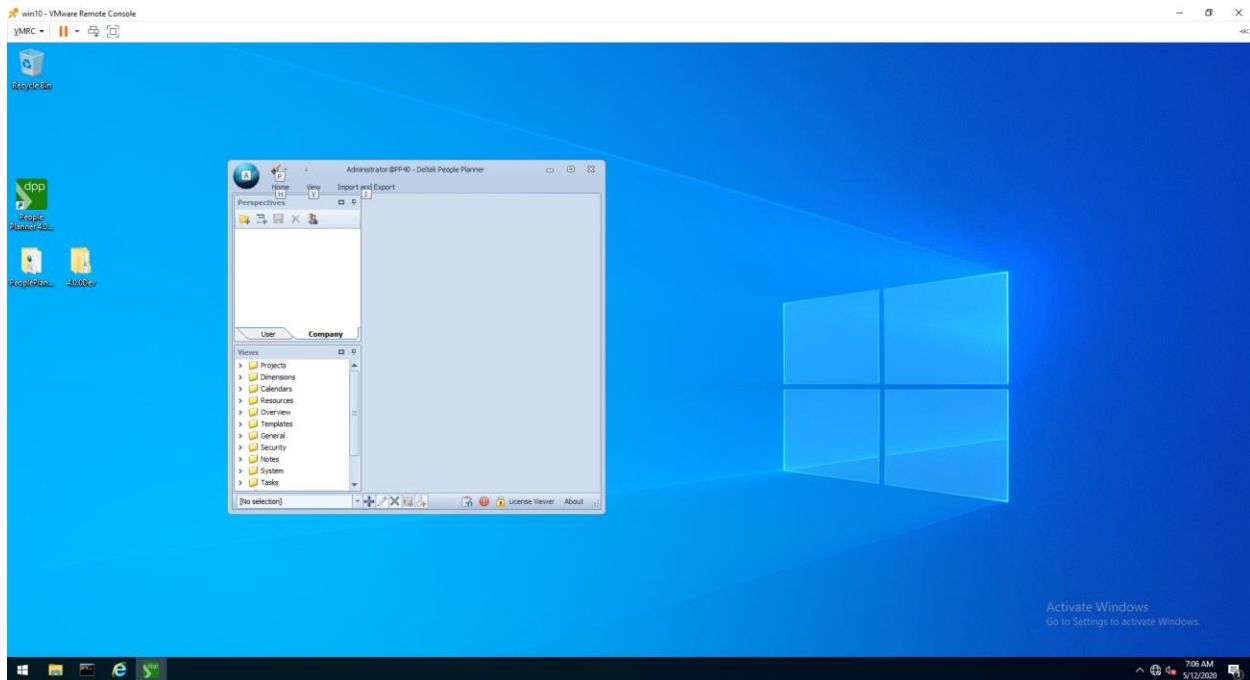 win10 - VMware Remote Console
VMRC
Recycle Bin
dpp
People
Planner 4.0...
PeoplePlan...
4.0.0Dev
A
P
Administrator@PP40 - Deltek People Planner
Home
View
Import and Export
H
V
I
Perspectives
User
Company
Views
Projects
Dimensions
Calendars
Resources
Overview
Templates
General
Security
Notes
System
Tasks
[No selection]
License Viewer
About
Activate Windows
Go to Settings to activate Windows.
7:06 AM
5/12/2020